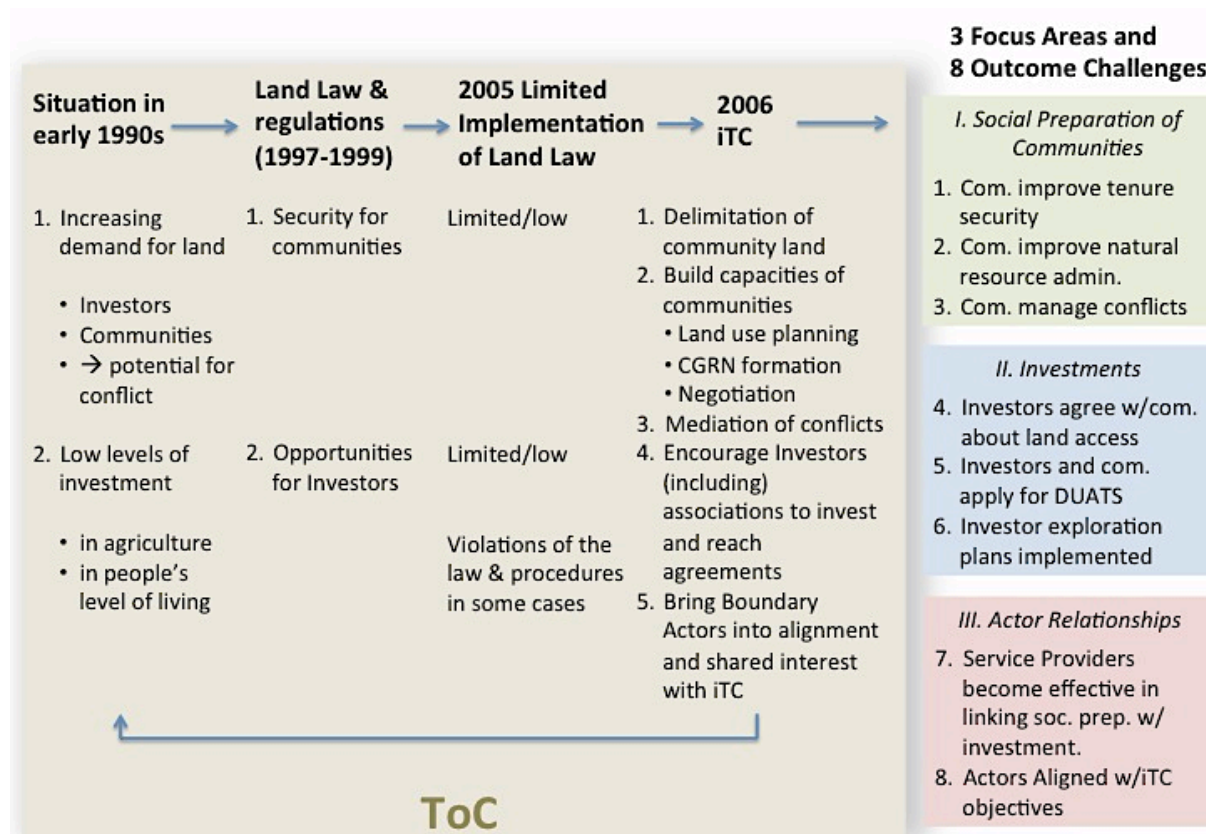 3 Focus Areas and
8 Outcome Challenges
Situation in
early 1990s
Land Law &
regulations
(1997-1999)
2005 Limited
Implementation
of Land Law
2006
iTC
1. Increasing
demand for land
• Investors
• Communities
• → potential for
conflict
2. Low levels of
investment
• in agriculture
• in people's
level of living
1. Security for
communities
2. Opportunities
for Investors
Limited/low
Limited/low
Violations of the
law & procedures
in some cases
1. Delimitation of
community land
2. Build capacities of
communities
• Land use planning
• CGRN formation
• Negotiation
3. Mediation of conflicts
4. Encourage Investors
(including)
associations to invest
and reach
agreements
5. Bring Boundary
Actors into alignment
and shared interest
with iTC
ToC
I. Social Preparation of
Communities
1. Com. improve tenure
security
2. Com. improve natural
resource admin.
3. Com. manage conflicts
II. Investments
4. Investors agree w/com.
about land access
5. Investors and com.
apply for DUATS
6. Investor exploration
plans implemented
III. Actor Relationships
7. Service Providers
become effective in
linking soc. prep. w/
investment.
8. Actors Aligned w/iTC
objectives